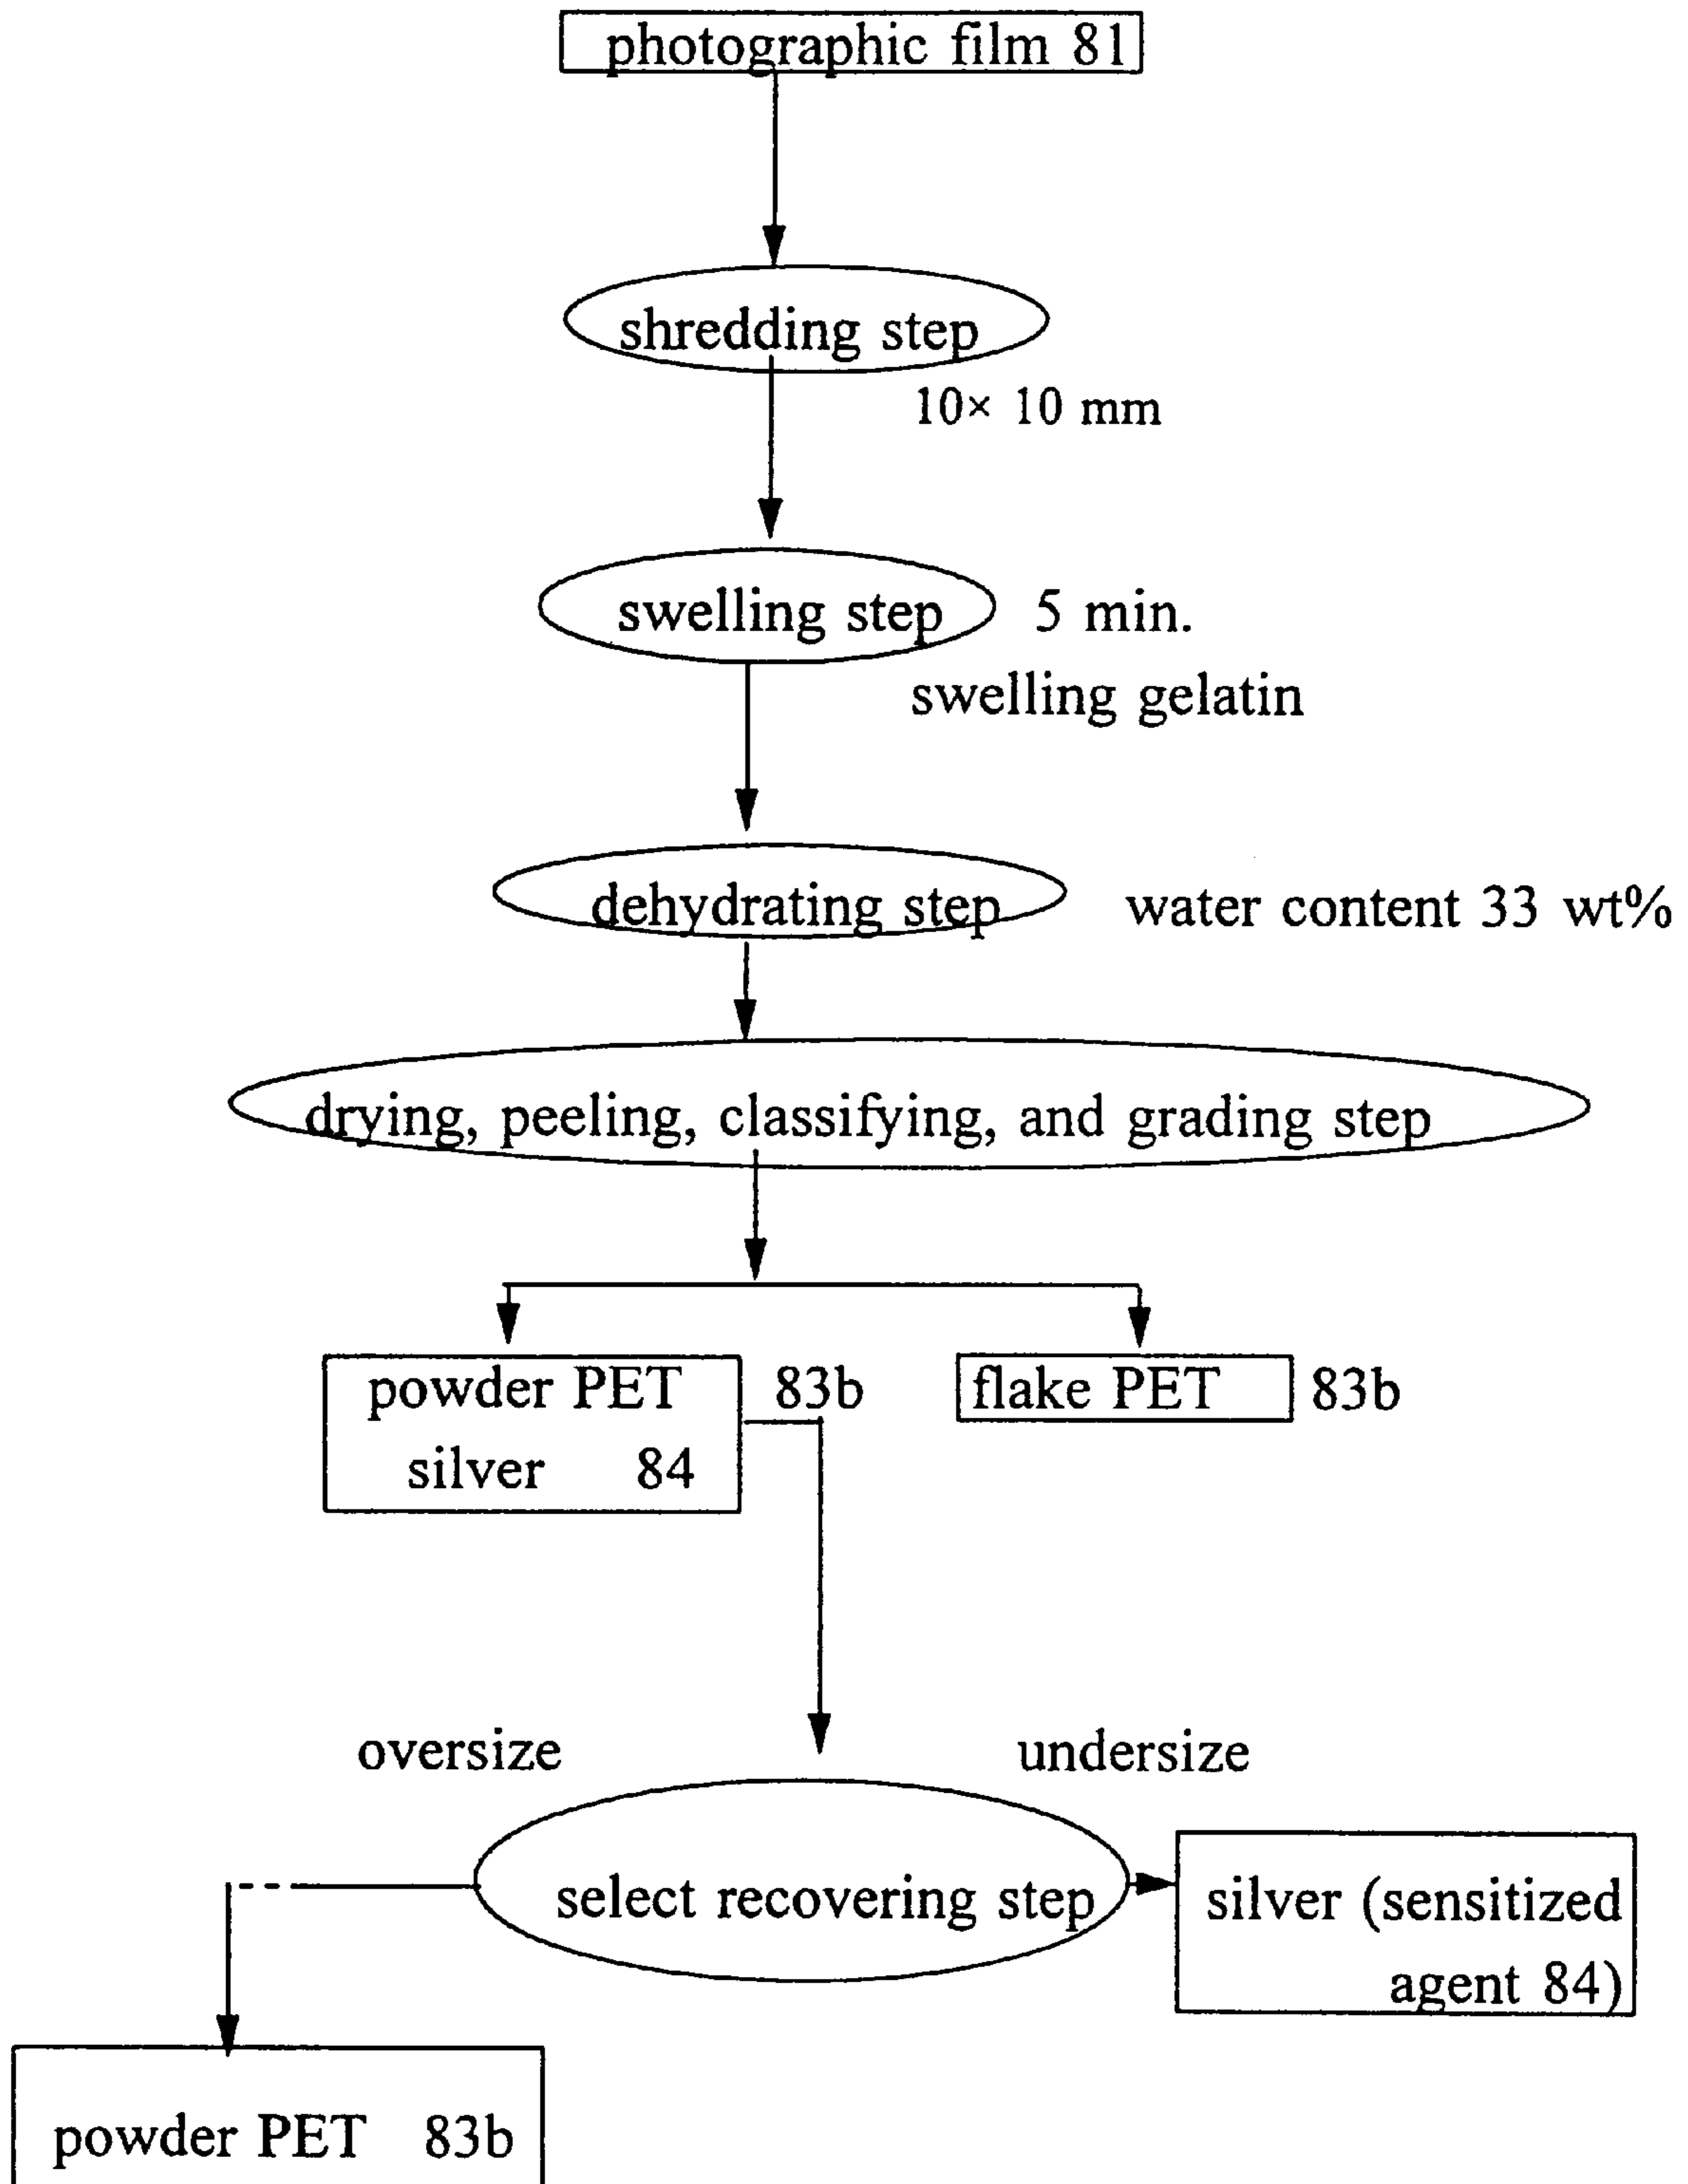 photographic film 81
shredding step
10× 10 mm
swelling step 5 min.
swelling gelatin
dehydrating step water content 33 wt%
drying, peeling, classifying, and grading step
powder PET 83b
silver 84
flake PET 83b
oversize
undersize
select recovering step
silver (sensitized
agent 84)
powder PET 83b